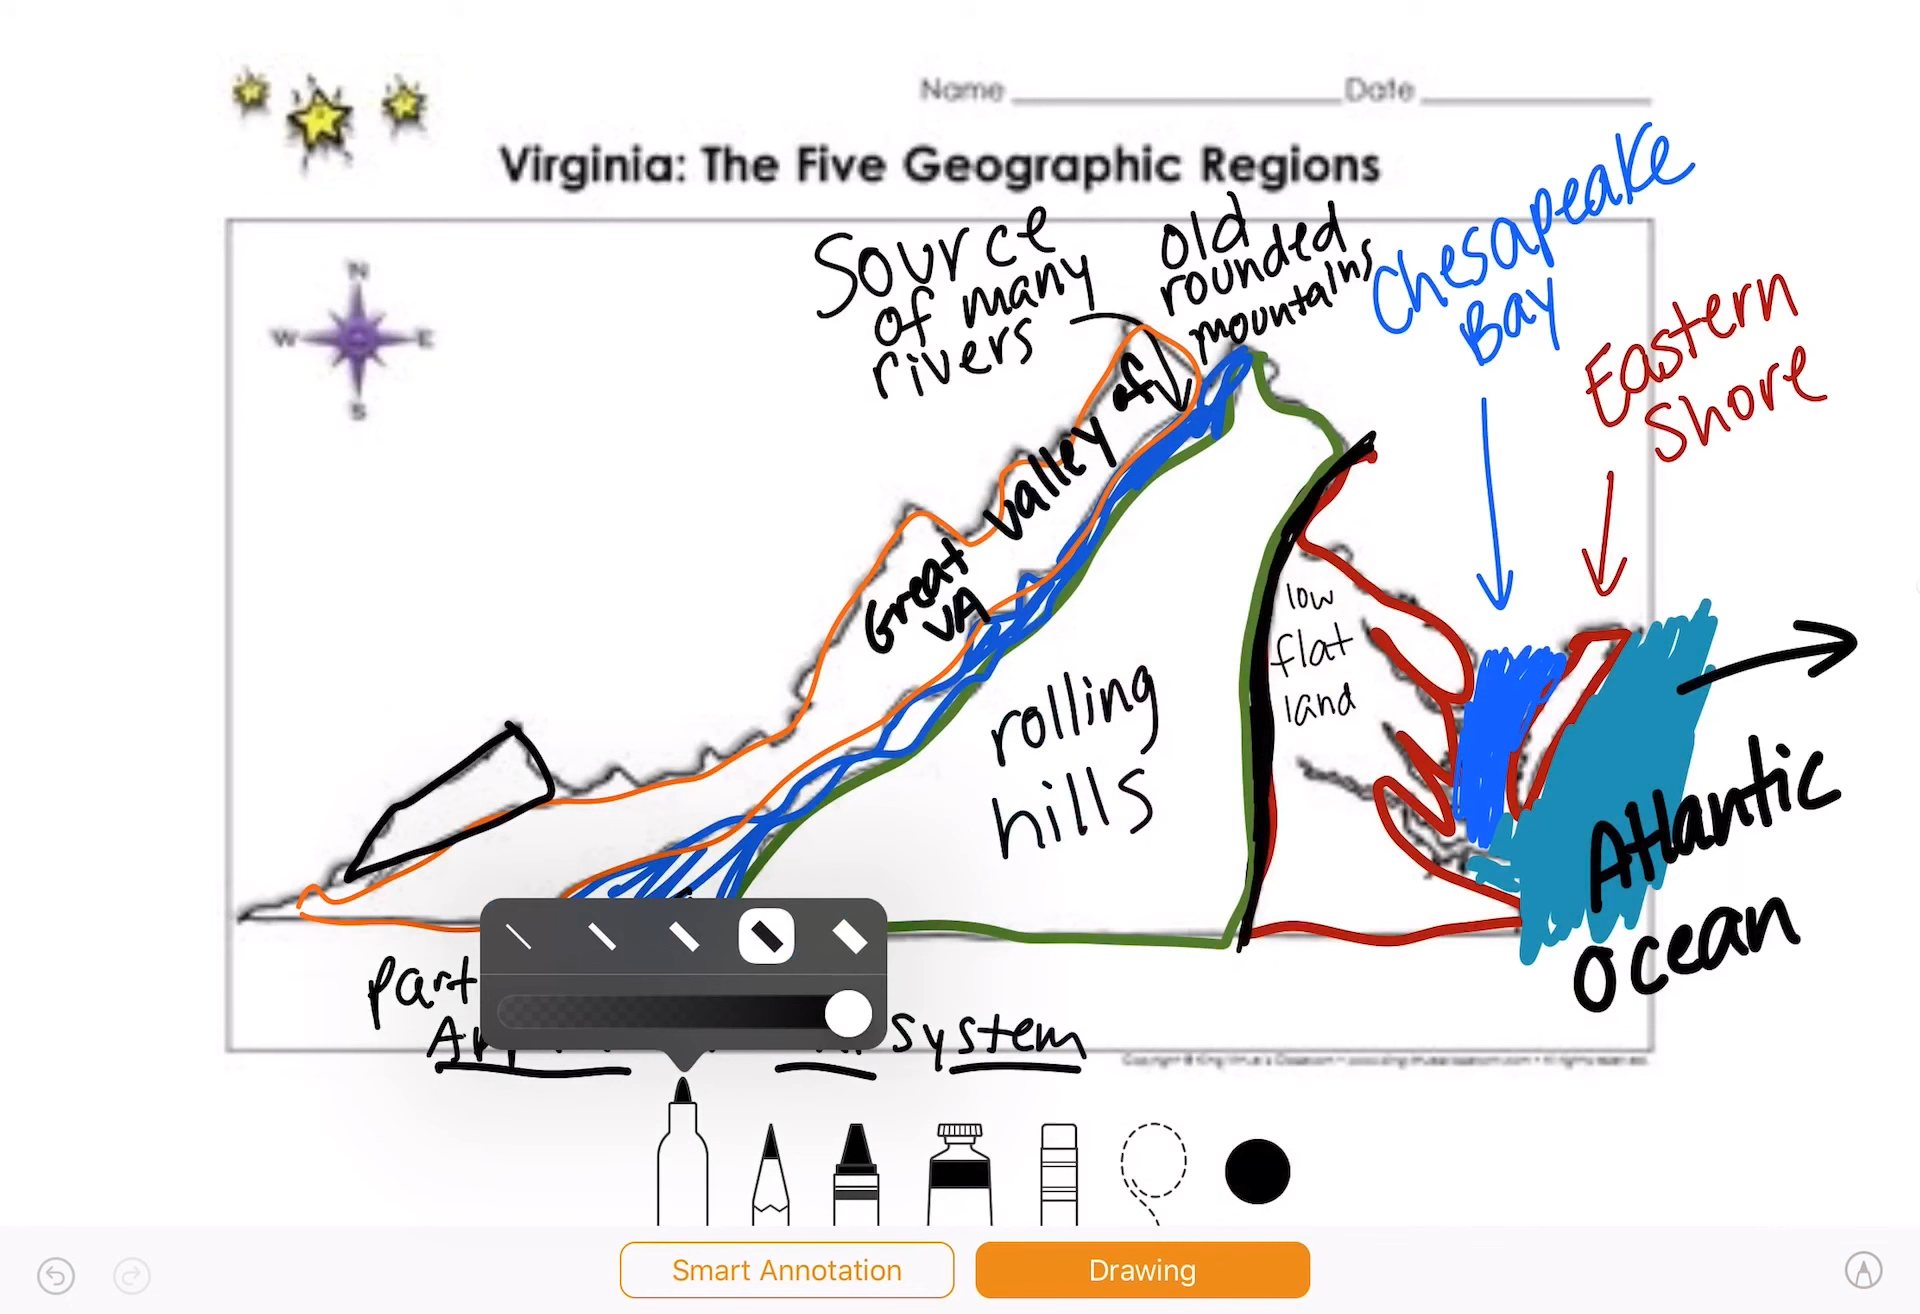 Name Date
Virginia: The Five Geographic Regions
N
W E
S
Source
of many
rivers
old
rounded
mountains
Chesapeake
Bay
Eastern
Shore
Great valley of
VA
low
flat
land
rolling
hills
Atlantic
Ocean
part
system
Smart Annotation
Drawing